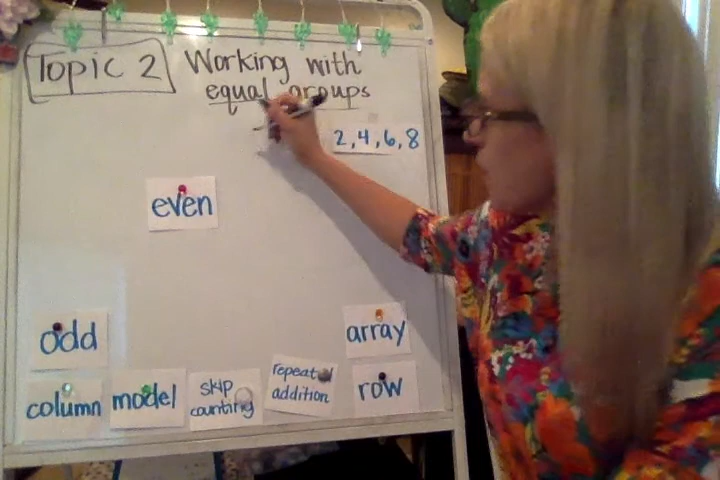 Topic 2
Working with
equal groups
2, 4, 6, 8
even
odd
array
column
model
skip
counting
repeat
addition
row